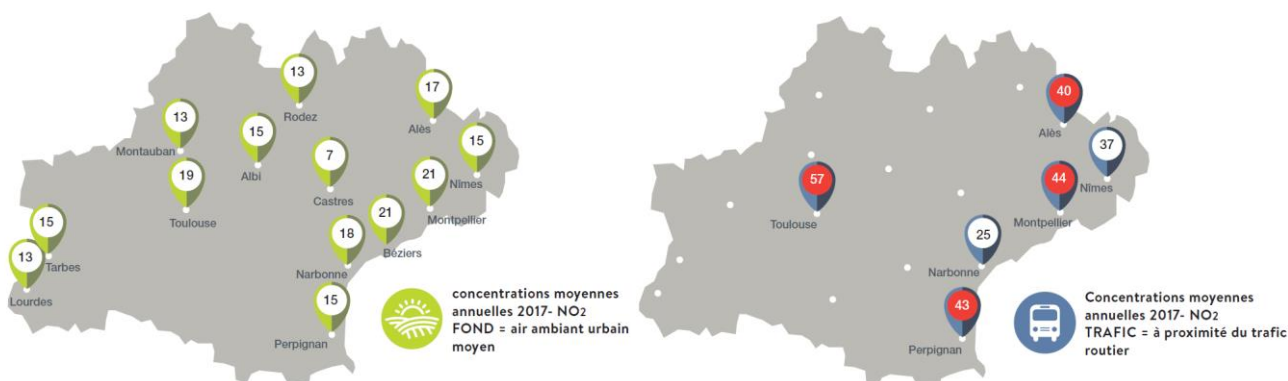 13
Rodez
17
Alès
13
Montauban
15
Albi
7
Castres
15
Nîmes
19
Toulouse
21
Montpellier
21
Béziers
18
Narbonne
15
Tarbes
13
Lourdes
15
Perpignan
concentrations moyennes
annuelles 2017- NO2
FOND = air ambiant urbain
moyen
40
Alès
37
Nîmes
57
Toulouse
44
Montpellier
25
Narbonne
43
Perpignan
Concentrations moyennes
annuelles 2017- NO2
TRAFIC = à proximité du trafic
routier